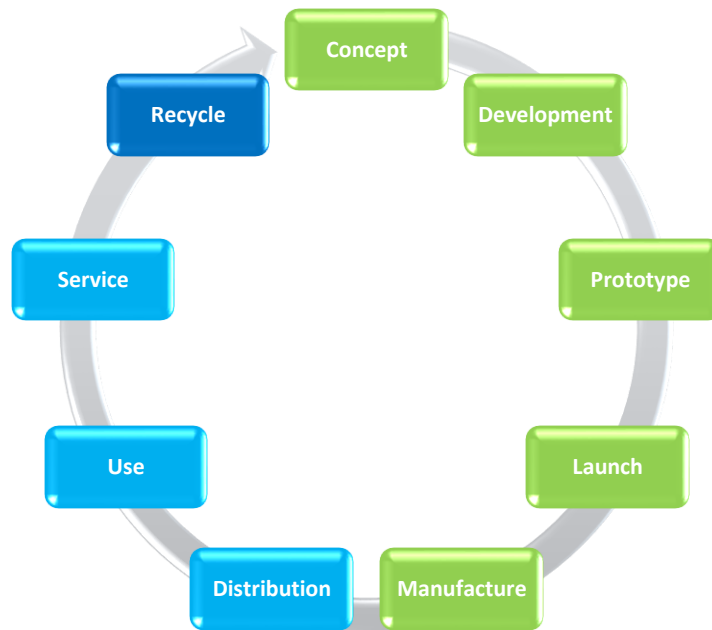 Concept
Development
Prototype
Launch
Manufacture
Distribution
Use
Service
Recycle